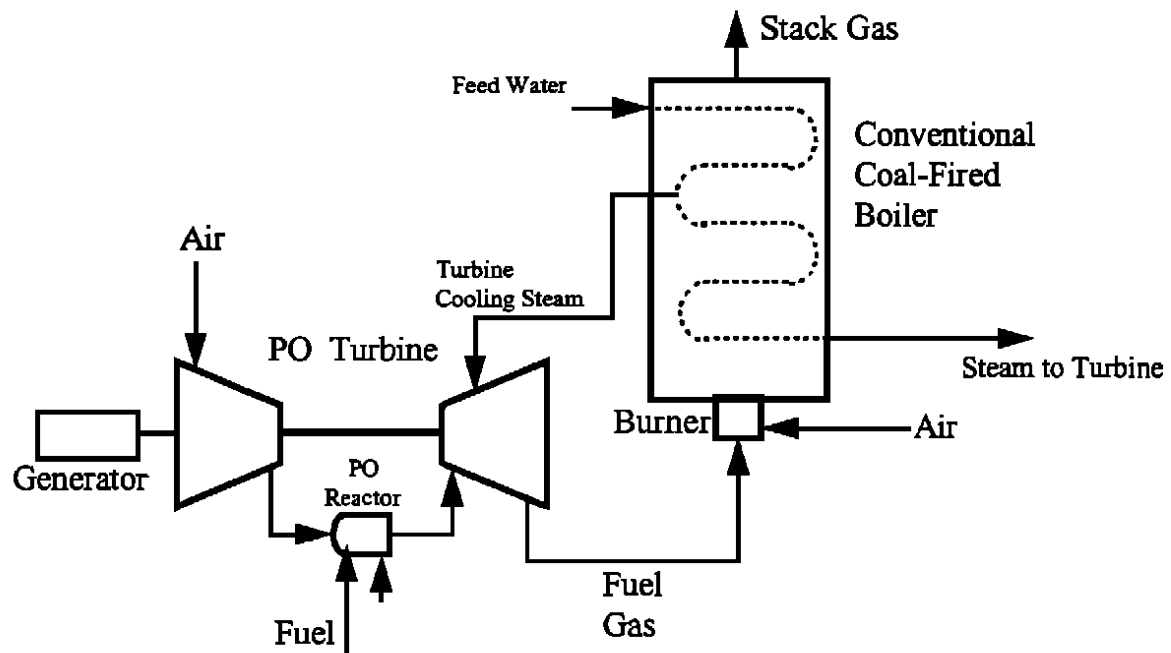 Stack Gas
Feed Water
Conventional
Coal-Fired
Boiler
Air
Turbine
Cooling Steam
PO Turbine
Steam to Turbine
Burner
Air
Generator
PO
Reactor
Fuel
Gas
Fuel